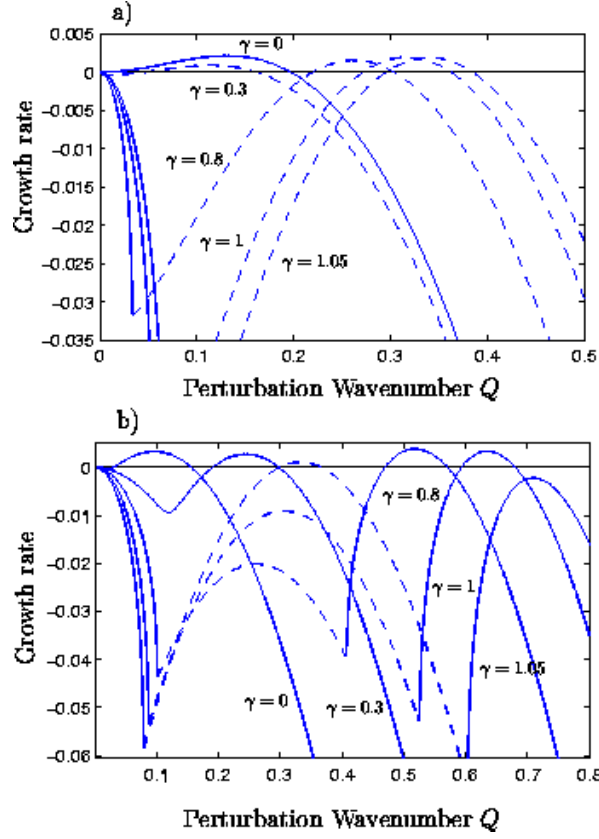 a)
0.005
γ = 0
0
γ = 0.3
−0.005
−0.01
γ = 0.8
−0.015
−0.02
γ = 1
γ = 1.05
−0.025
−0.03
−0.035
0 0.1 0.2 0.3 0.4 0.5
Growth rate
Perturbation Wavenumber Q
b)
0
γ = 0.8
−0.01
−0.02
γ = 1
−0.03
−0.04
γ = 1.05
γ = 0 γ = 0.3
−0.05
−0.06
0.1 0.2 0.3 0.4 0.5 0.6 0.7 0.8
Growth rate
Perturbation Wavenumber Q